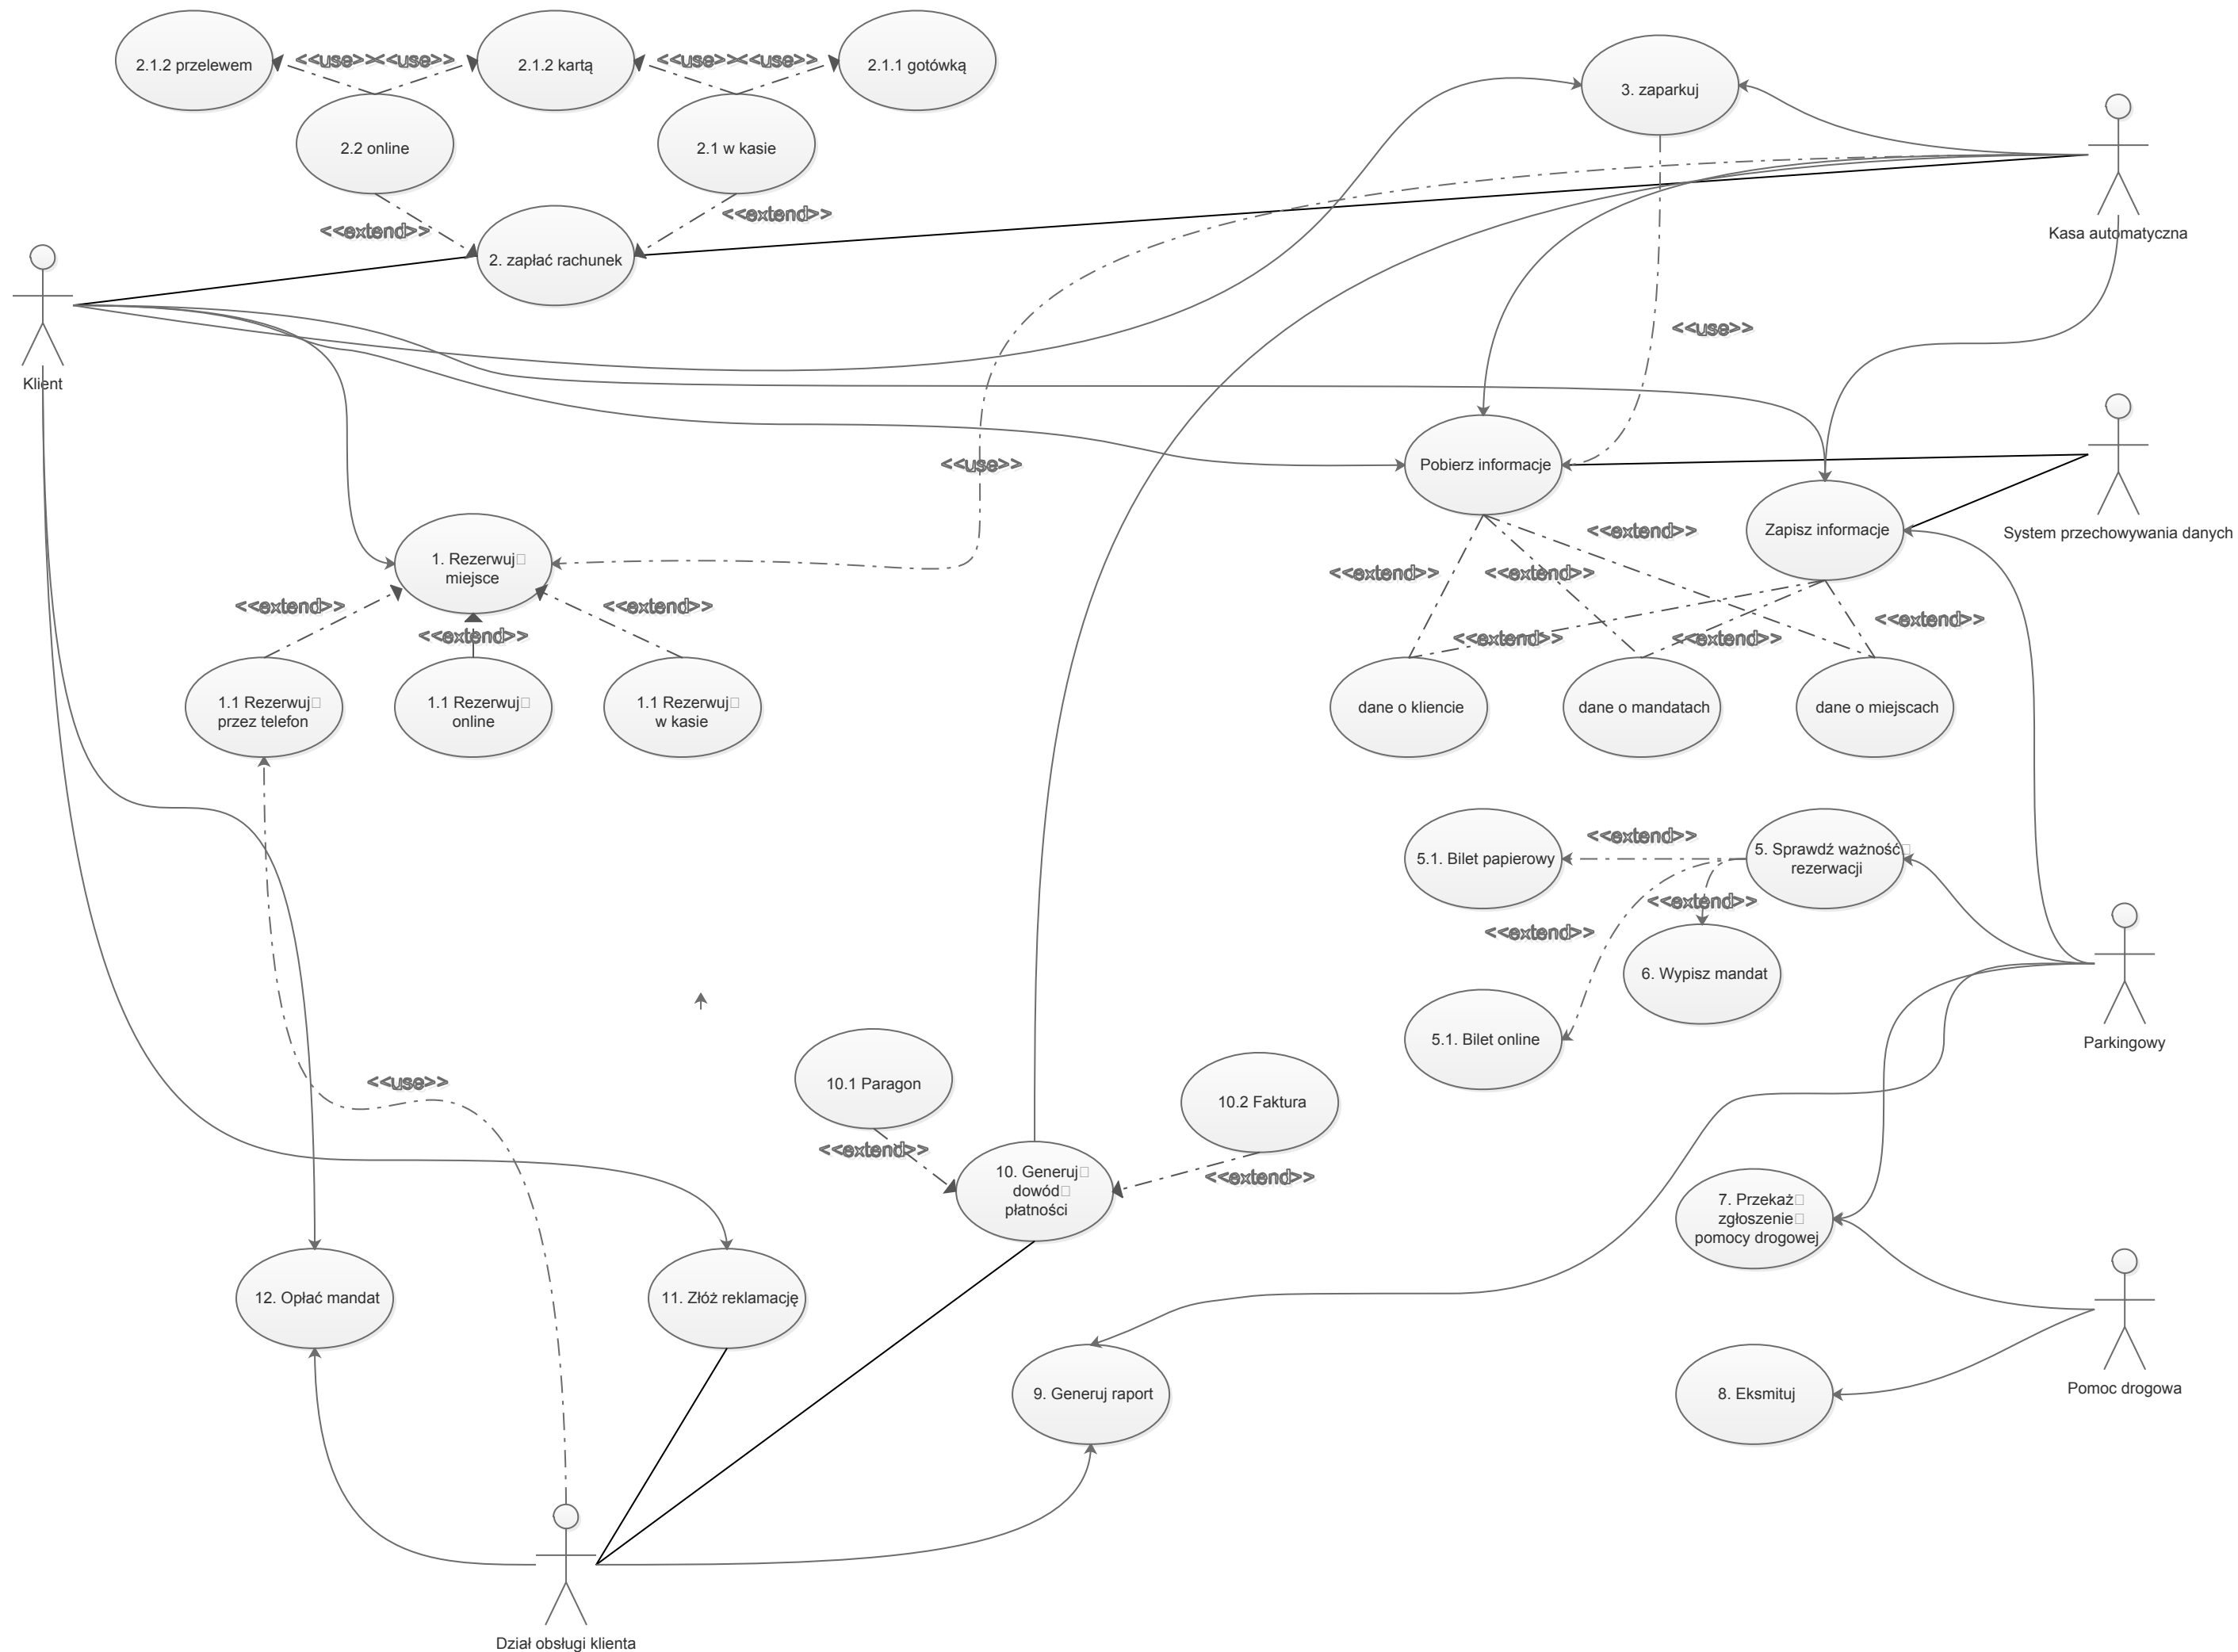 2.1.2 przelewem
<<use>>
<<use>>
2.1.2 kartą
<<use>>
<<use>>
2.1.1 gotówką
3. zaparkuj
2.2 online
2.1 w kasie
<<extend>>
<<extend>>
2. zapłać rachunek
Kasa automatyczna
Klient
<<use>>
<<use>>
Pobierz informacje
Zapisz informacje
System przechowywania danych
1. Rezerwuj
miejsce
<<extend>>
<<extend>>
<<extend>>
<<extend>>
<<extend>>
<<extend>>
<<extend>>
<<extend>>
<<extend>>
1.1 Rezerwuj
przez telefon
1.1 Rezerwuj
online
1.1 Rezerwuj
w kasie
dane o kliencie
dane o mandatach
dane o miejscach
<<extend>>
5.1. Bilet papierowy
5. Sprawdź ważność
rezerwacji
<<extend>>
<<extend>>
6. Wypisz mandat
5.1. Bilet online
Parkingowy
<<use>>
10.1 Paragon
10.2 Faktura
<<extend>>
<<extend>>
10. Generuj
dowód
płatności
7. Przekaż
zgłoszenie
pomocy drogowej
12. Opłać mandat
11. Złóż reklamację
9. Generuj raport
8. Eksmituj
Pomoc drogowa
Dział obsługi klienta